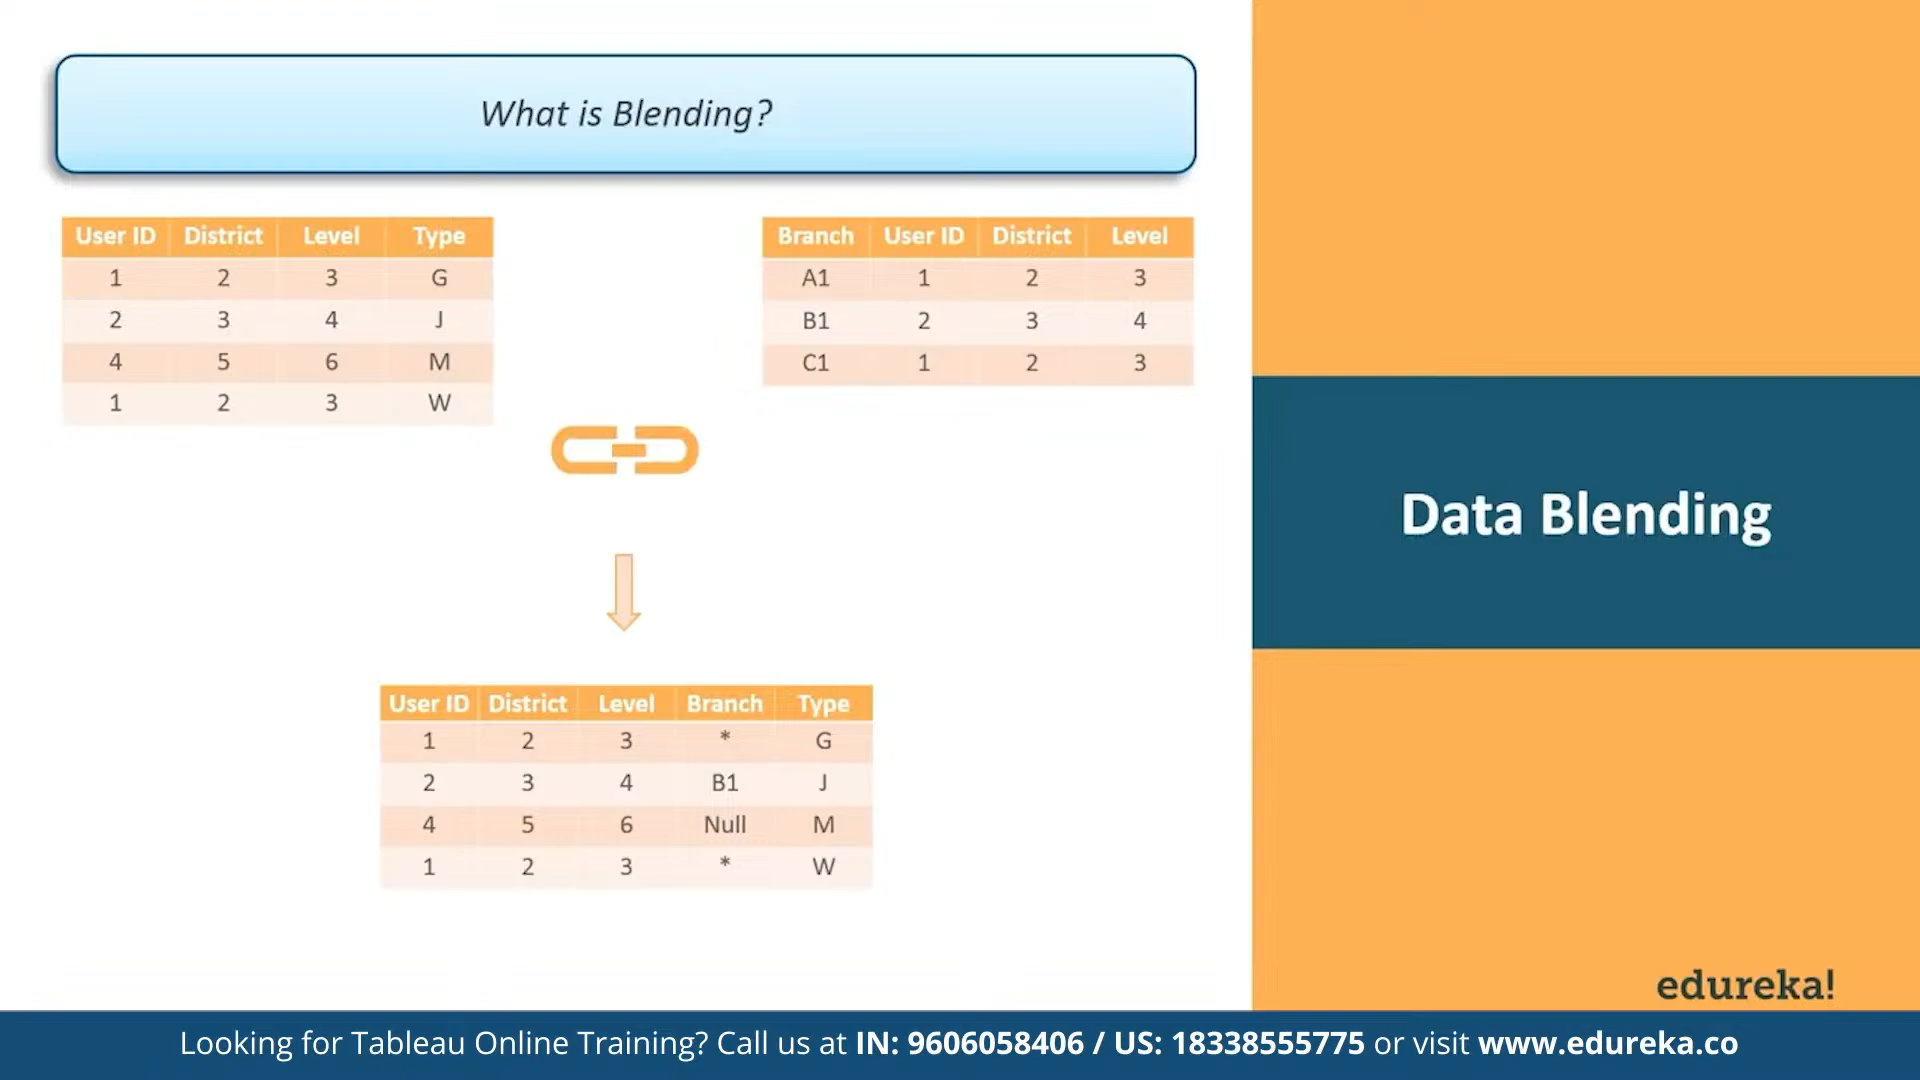 What is Blending?
User ID District Level Type
1 2 3 G
2 3 4 J
4 5 6 M
1 2 3 W
Branch User ID District Level
A1 1 2 3
B1 2 3 4
C1 1 2 3
User ID District Level Branch Type
1 2 3 * G
2 3 4 B1 J
4 5 6 Null M
1 2 3 * W
Data Blending
edureka!
Looking for Tableau Online Training? Call us at IN: 9606058406 / US: 18338555775 or visit www.edureka.co